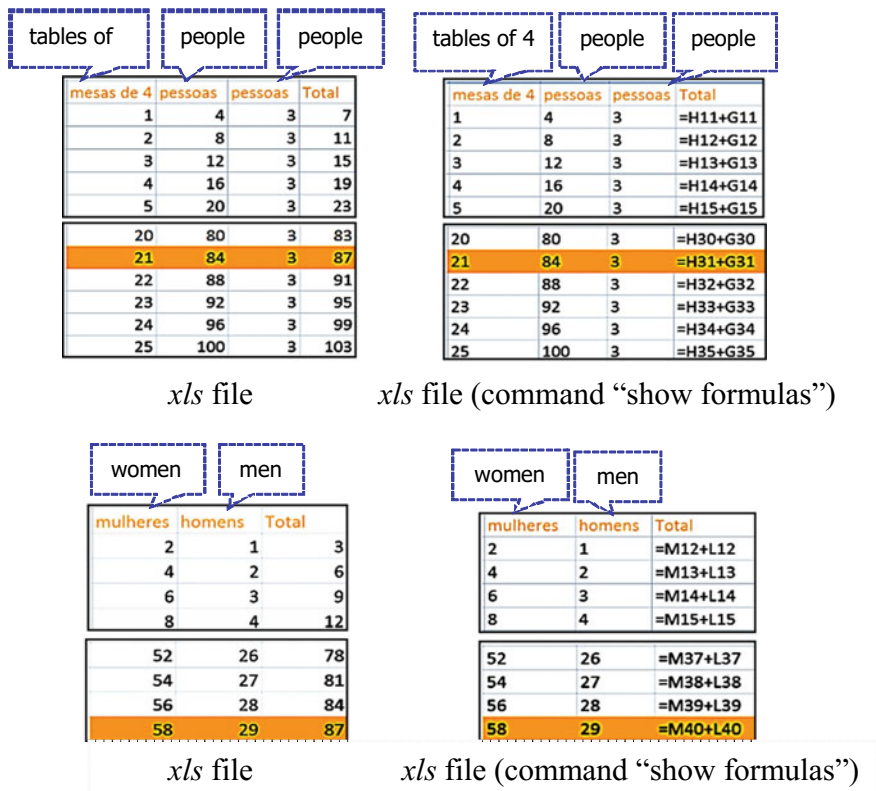 tables of people people
mesas de 4 pessoas pessoas Total
1 4 3 7
2 8 3 11
3 12 3 15
4 16 3 19
5 20 3 23
20 80 3 83
21 84 3 87
22 88 3 91
23 92 3 95
24 96 3 99
25 100 3 103
xls file
tables of 4 people people
mesas de 4 pessoas pessoas Total
1 4 3 =H11+G11
2 8 3 =H12+G12
3 12 3 =H13+G13
4 16 3 =H14+G14
5 20 3 =H15+G15
20 80 3 =H30+G30
21 84 3 =H31+G31
22 88 3 =H32+G32
23 92 3 =H33+G33
24 96 3 =H34+G34
25 100 3 =H35+G35
xls file (command “show formulas”)
women men
mulheres homens Total
2 1 3
4 2 6
6 3 9
8 4 12
52 26 78
54 27 81
56 28 84
58 29 87
xls file
women men
mulheres homens Total
2 1 =M12+L12
4 2 =M13+L13
6 3 =M14+L14
8 4 =M15+L15
52 26 =M37+L37
54 27 =M38+L38
56 28 =M39+L39
58 29 =M40+L40
xls file (command “show formulas”)